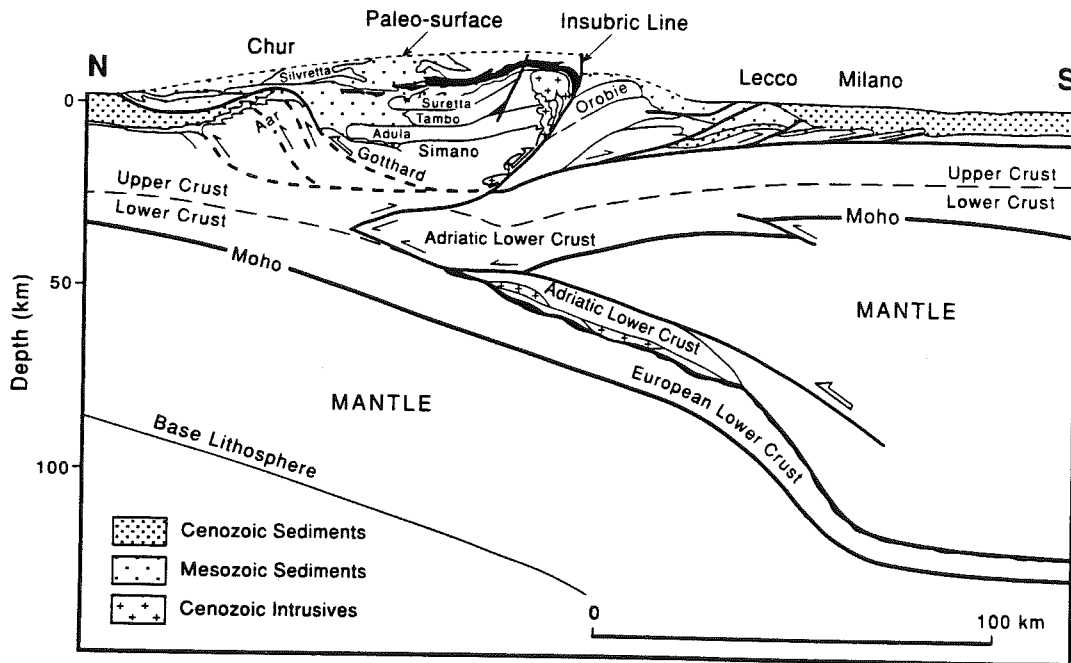 Paleo-surface
Insubric Line
N
Chur
Lecco
Milano
S
Silvretta
0
Suretta
Orobie
Tambo
Aar
Adula
Simano
Gotthard
Upper Crust
Lower Crust
Upper Crust
Lower Crust
Moho
Moho
Adriatic Lower Crust
50
Adriatic Lower Crust
MANTLE
Depth (km)
European Lower Crust
MANTLE
Base Lithosphere
100
Cenozoic Sediments
Mesozoic Sediments
Cenozoic Intrusives
0
100 km